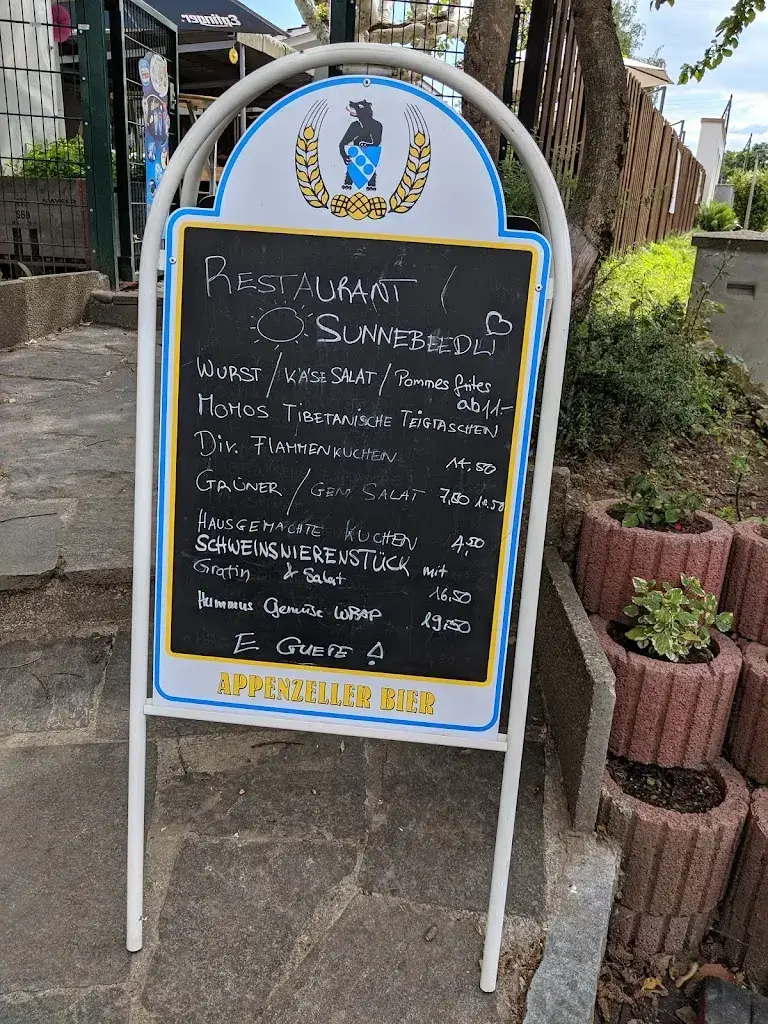 Eptinger
RESTAURANT
SUNNEBEEDLI
WURST / KÄSE SALAT / Pommes frites
ab 11.-
MOMOS TIBETANISCHE TEIGTASCHEN
DIV. FLAMMENKUCHEN 14,50
GRÜNER / GEM SALAT 7,50 10.50
HAUSGEMACHTE KUCHEN 4,50
SCHWEINSNIERENSTÜCK mit
Gratin & Salat 16,50
Hummus Gemüse WRAP 19,50
E GUETE !
APPENZELLER BIER